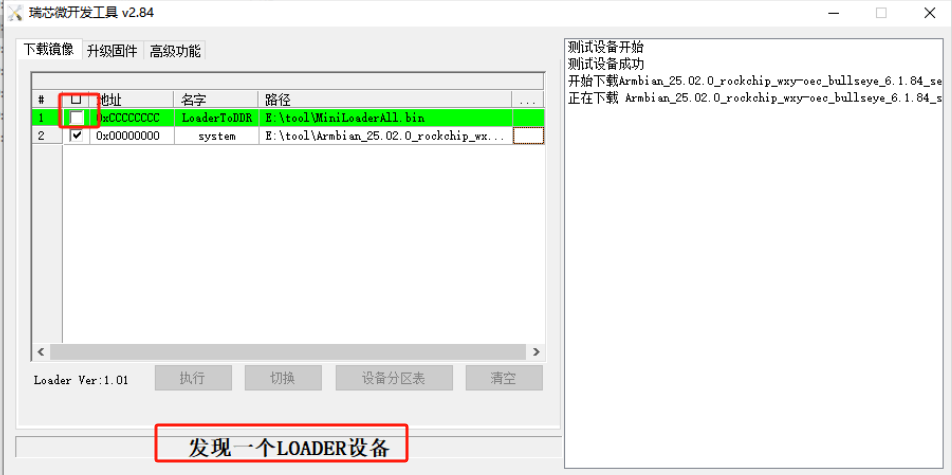 瑞芯微开发工具 v2.84
下载镜像 升级固件 高级功能
# 地址 名字 路径 ...
1 0xCCCCCCCC LoaderToDDR E:\tool\MiniLoaderAll.bin
2 0x00000000 system E:\tool\Armbian_25.02.0_rockchip_wx...
Loader Ver:1.01 执行 切换 设备分区表 清空
发现一个LOADER设备
测试设备开始
测试设备成功
开始下载Armbian_25.02.0_rockchip_wxy-oec_bullseye_6.1.84_se
正在下载 Armbian_25.02.0_rockchip_wxy-oec_bullseye_6.1.84_s